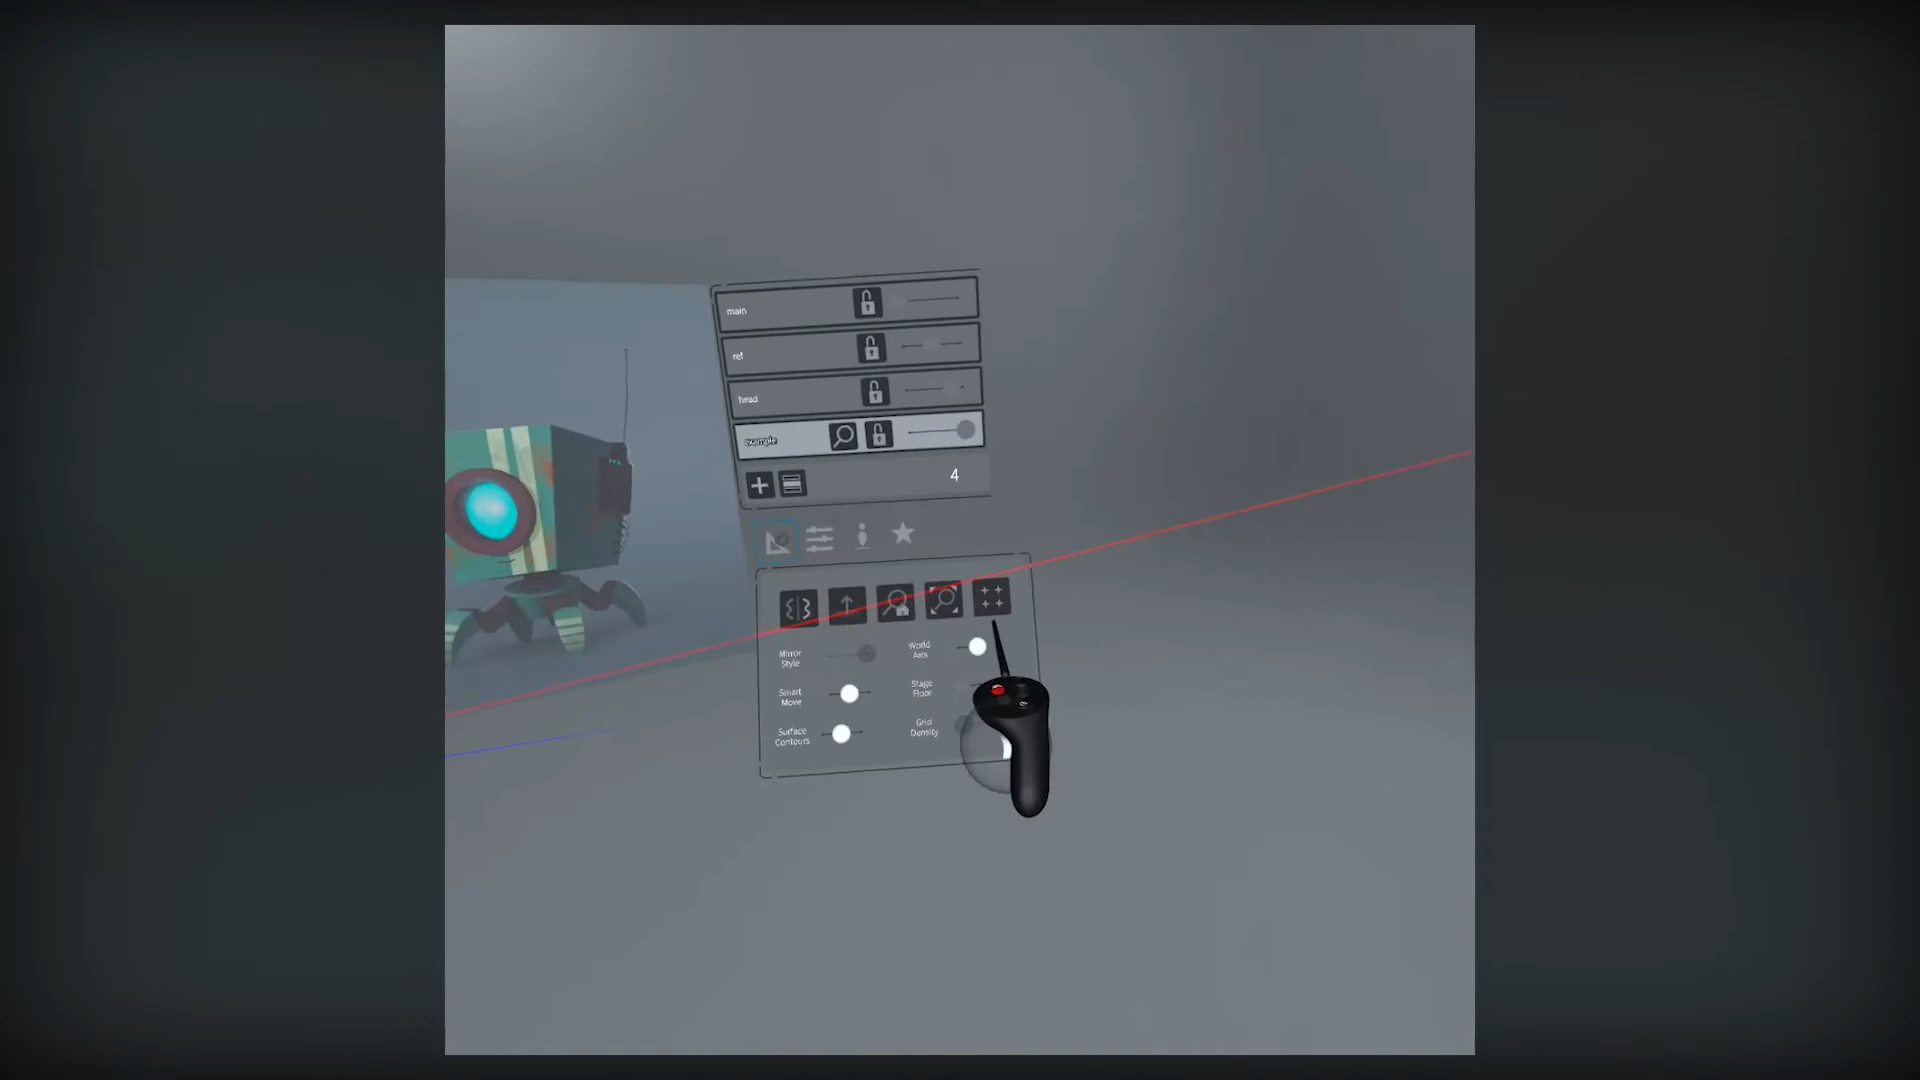 main
ref
head
example
4
Mirror
Style
World
Axis
Smart
Move
Stage
Floor
Surface
Contours
Grid
Density